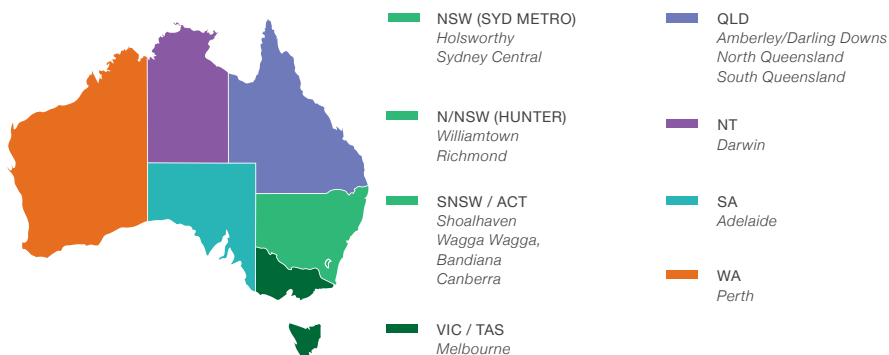 NSW (SYD METRO)
Holsworthy
Sydney Central
N/NSW (HUNTER)
Williamtown
Richmond
SNSW / ACT
Shoalhaven
Wagga Wagga,
Bandiana
Canberra
VIC / TAS
Melbourne
QLD
Amberley/Darling Downs
North Queensland
South Queensland
NT
Darwin
SA
Adelaide
WA
Perth